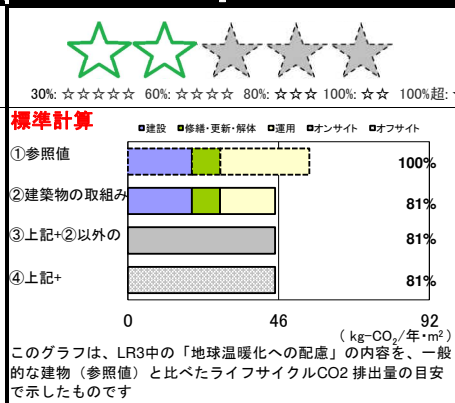 30%: ☆☆☆☆☆ 60%: ☆☆☆☆ 80%: ☆☆☆ 100%: ☆☆ 100%超:
標準計算
■建設 ■修繕・更新・解体 □運用 ■オンサイト □オフサイト
①参照値 100%
②建築物の取組み 81%
③上記+②以外の 81%
④上記+ 81%
0 46 92
( kg-CO₂/年・m² )
このグラフは、LR3中の「地球温暖化への配慮」の内容を、一般
的な建物（参照値）と比べたライフサイクルCO2 排出量の目安
で示したものです